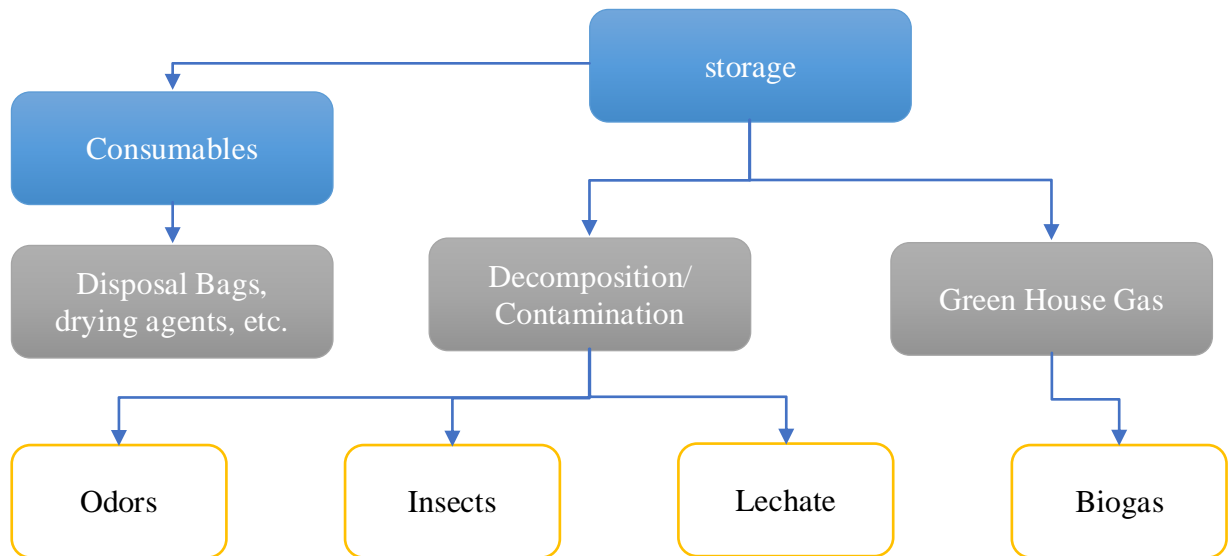 storage
Consumables
Disposal Bags,
drying agents, etc.
Decomposition/
Contamination
Green House Gas
Odors
Insects
Lechate
Biogas